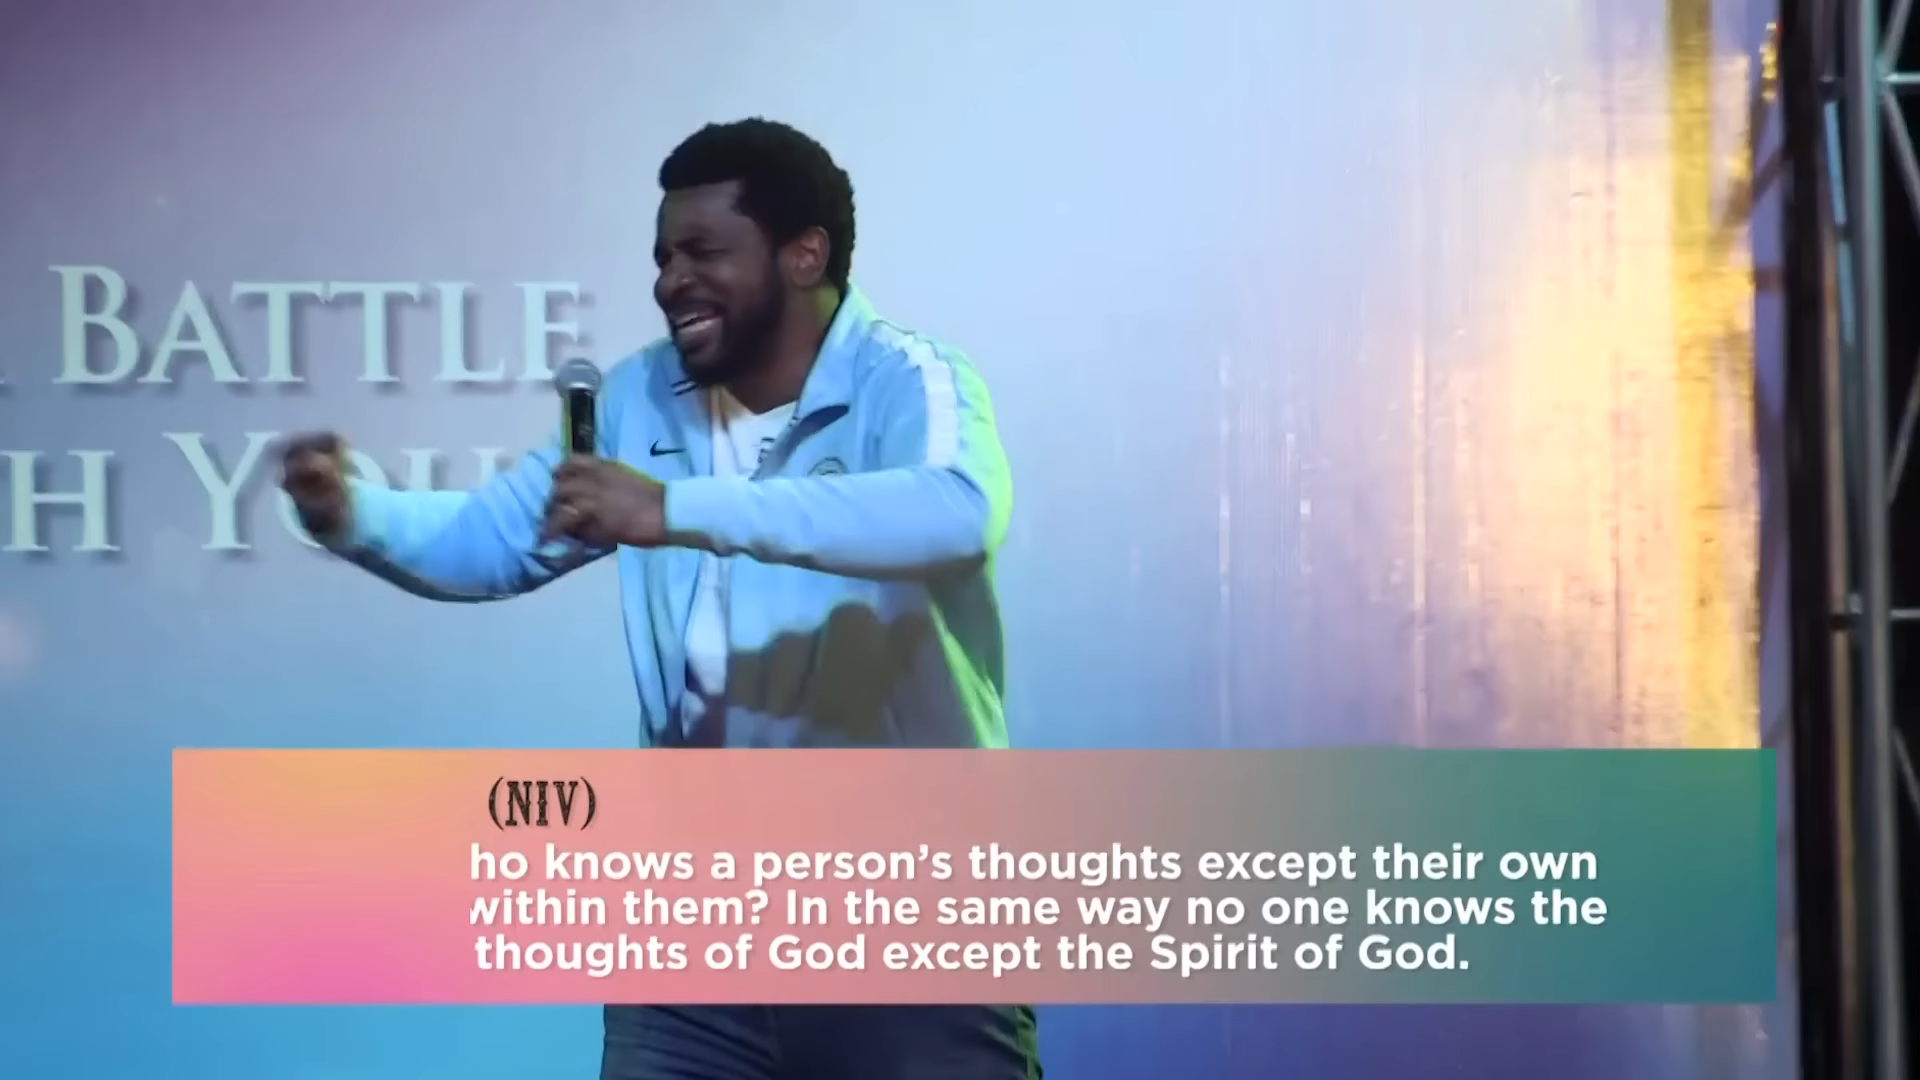 BATTLE
H YOU
(NIV)
ho knows a person's thoughts except their own
within them? In the same way no one knows the
thoughts of God except the Spirit of God.